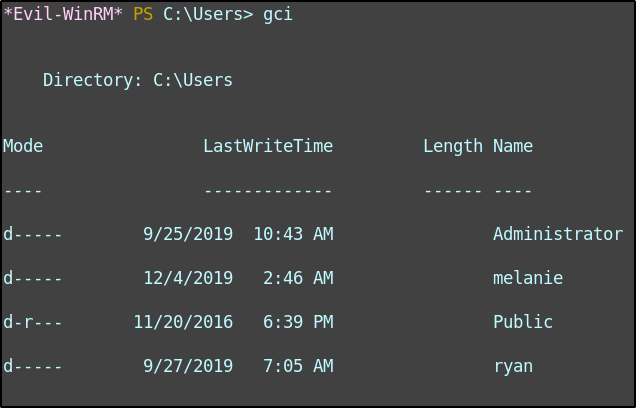 *Evil-WinRM* PS C:\Users> gci
Directory: C:\Users
Mode                LastWriteTime         Length Name
----                -------------         ------ ----
d-----        9/25/2019  10:43 AM                Administrator
d-----        12/4/2019   2:46 AM                melanie
d-r---       11/20/2016   6:39 PM                Public
d-----        9/27/2019   7:05 AM                ryan